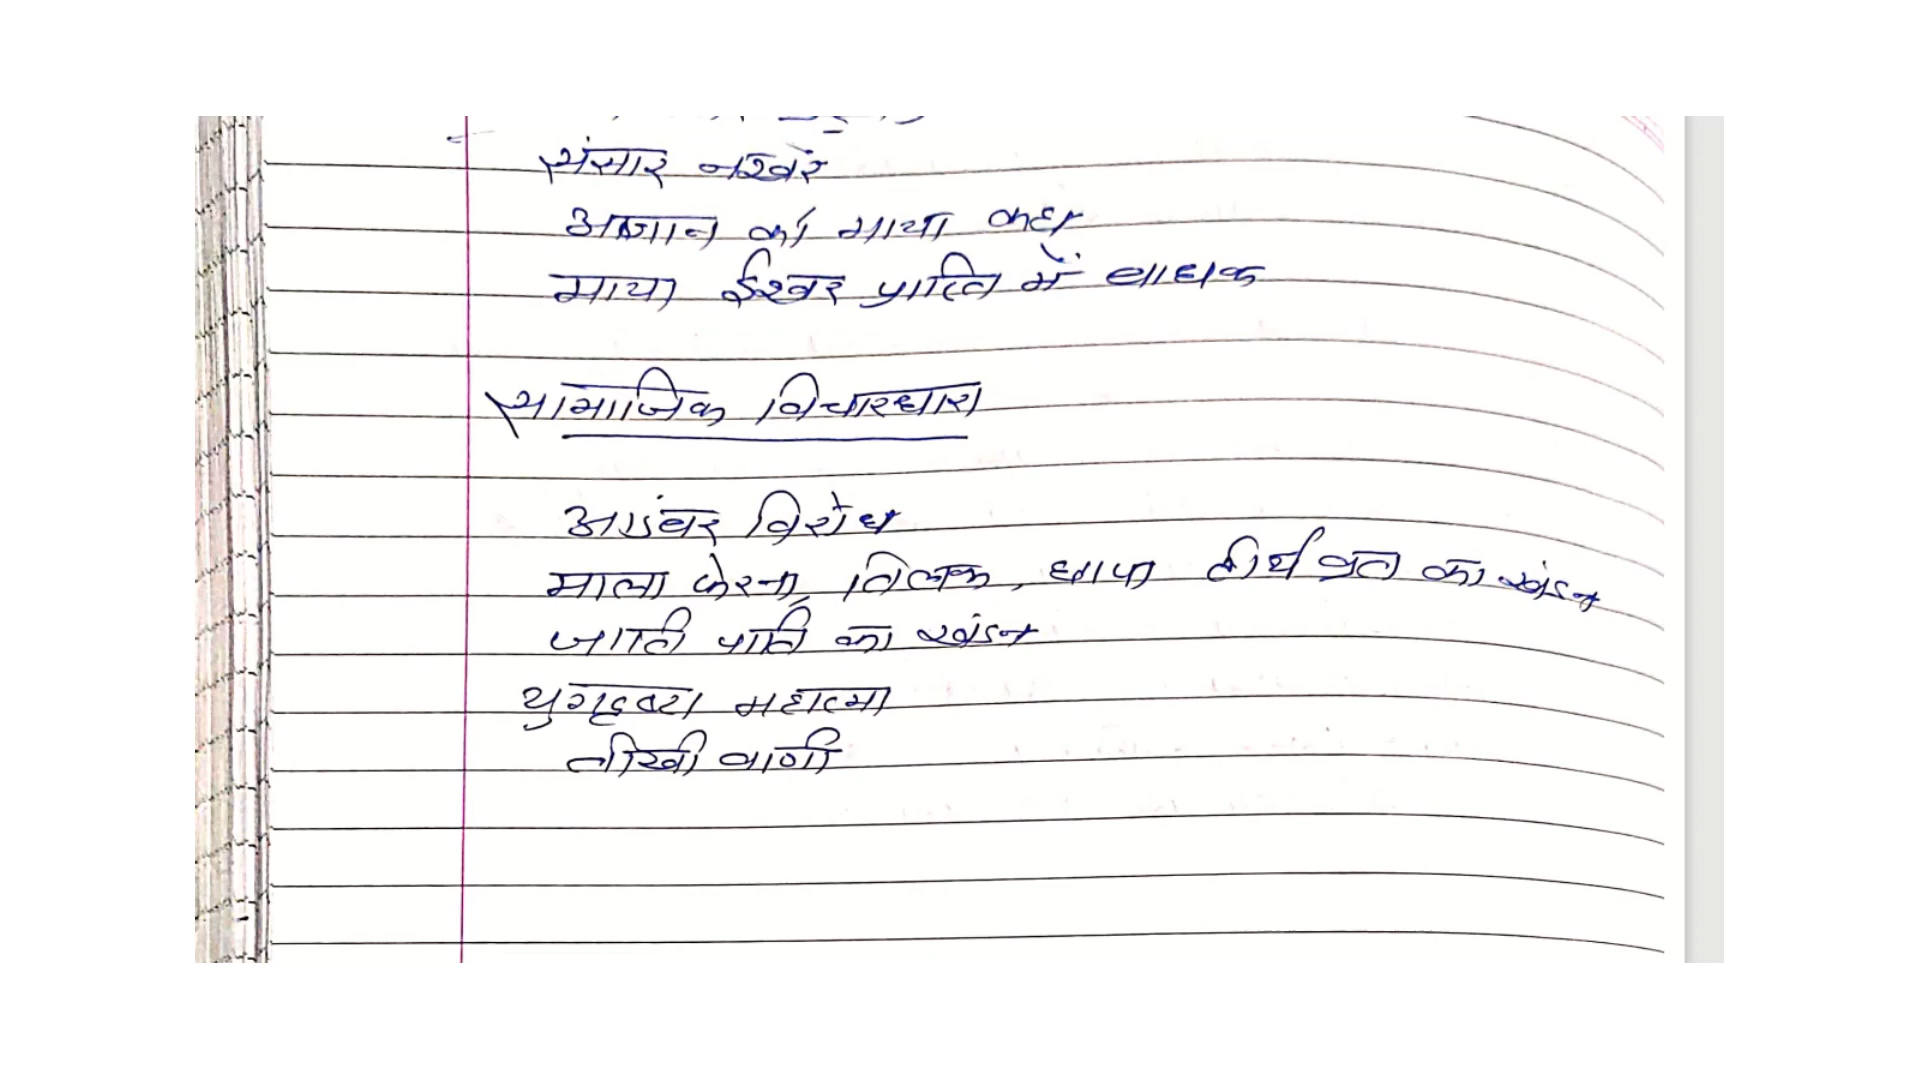 संसार नश्वर
अज्ञान को माया कहा
माया ईश्वर प्राप्ति में बाधक
सामाजिक विचारधारा
आडंबर विरोध
माला फेरना, तिलक, छापा तीर्थ व्रत का खंडन
जाती पाति का खंडन
युगदृष्टा महात्मा
तीखी वाणी